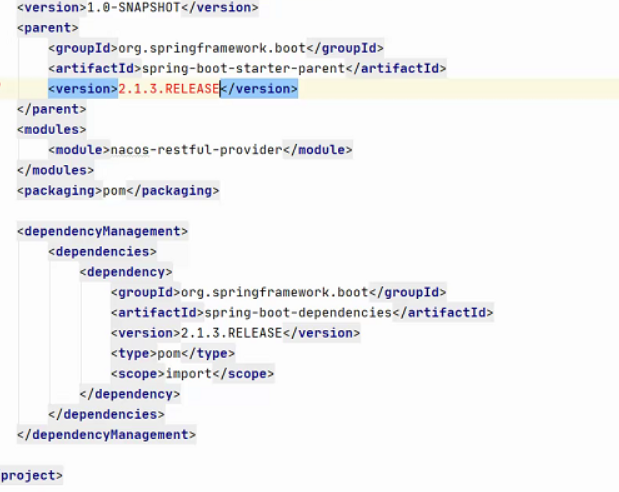 <version>1.0-SNAPSHOT</version>
<parent>
<groupId>org.springframework.boot</groupId>
<artifactId>spring-boot-starter-parent</artifactId>
<version>2.1.3.RELEASE</version>
</parent>
<modules>
<module>nacos-restful-provider</module>
</modules>
<packaging>pom</packaging>
<dependencyManagement>
<dependencies>
<dependency>
<groupId>org.springframework.boot</groupId>
<artifactId>spring-boot-dependencies</artifactId>
<version>2.1.3.RELEASE</version>
<type>pom</type>
<scope>import</scope>
</dependency>
</dependencies>
</dependencyManagement>
project>